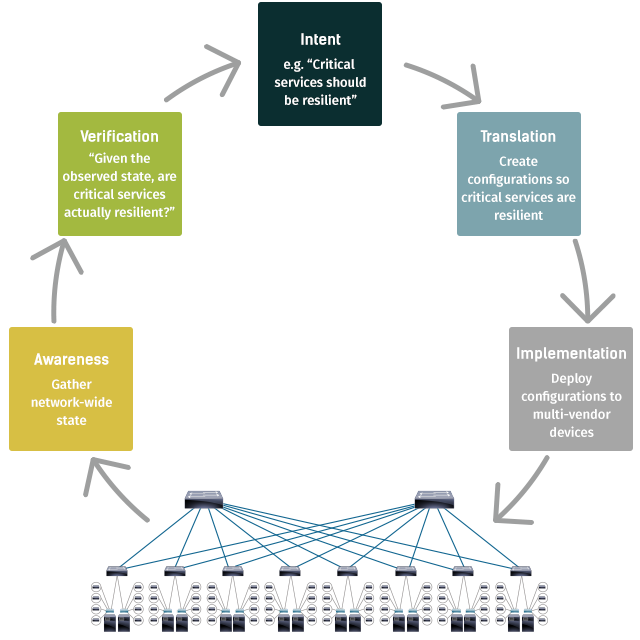 Intent
e.g. “Critical
services should
be resilient”
Translation
Create
configurations so
critical services are
resilient
Implementation
Deploy
configurations to
multi-vendor
devices
Awareness
Gather
network-wide
state
Verification
“Given the
observed state, are
critical services
actually resilient?”